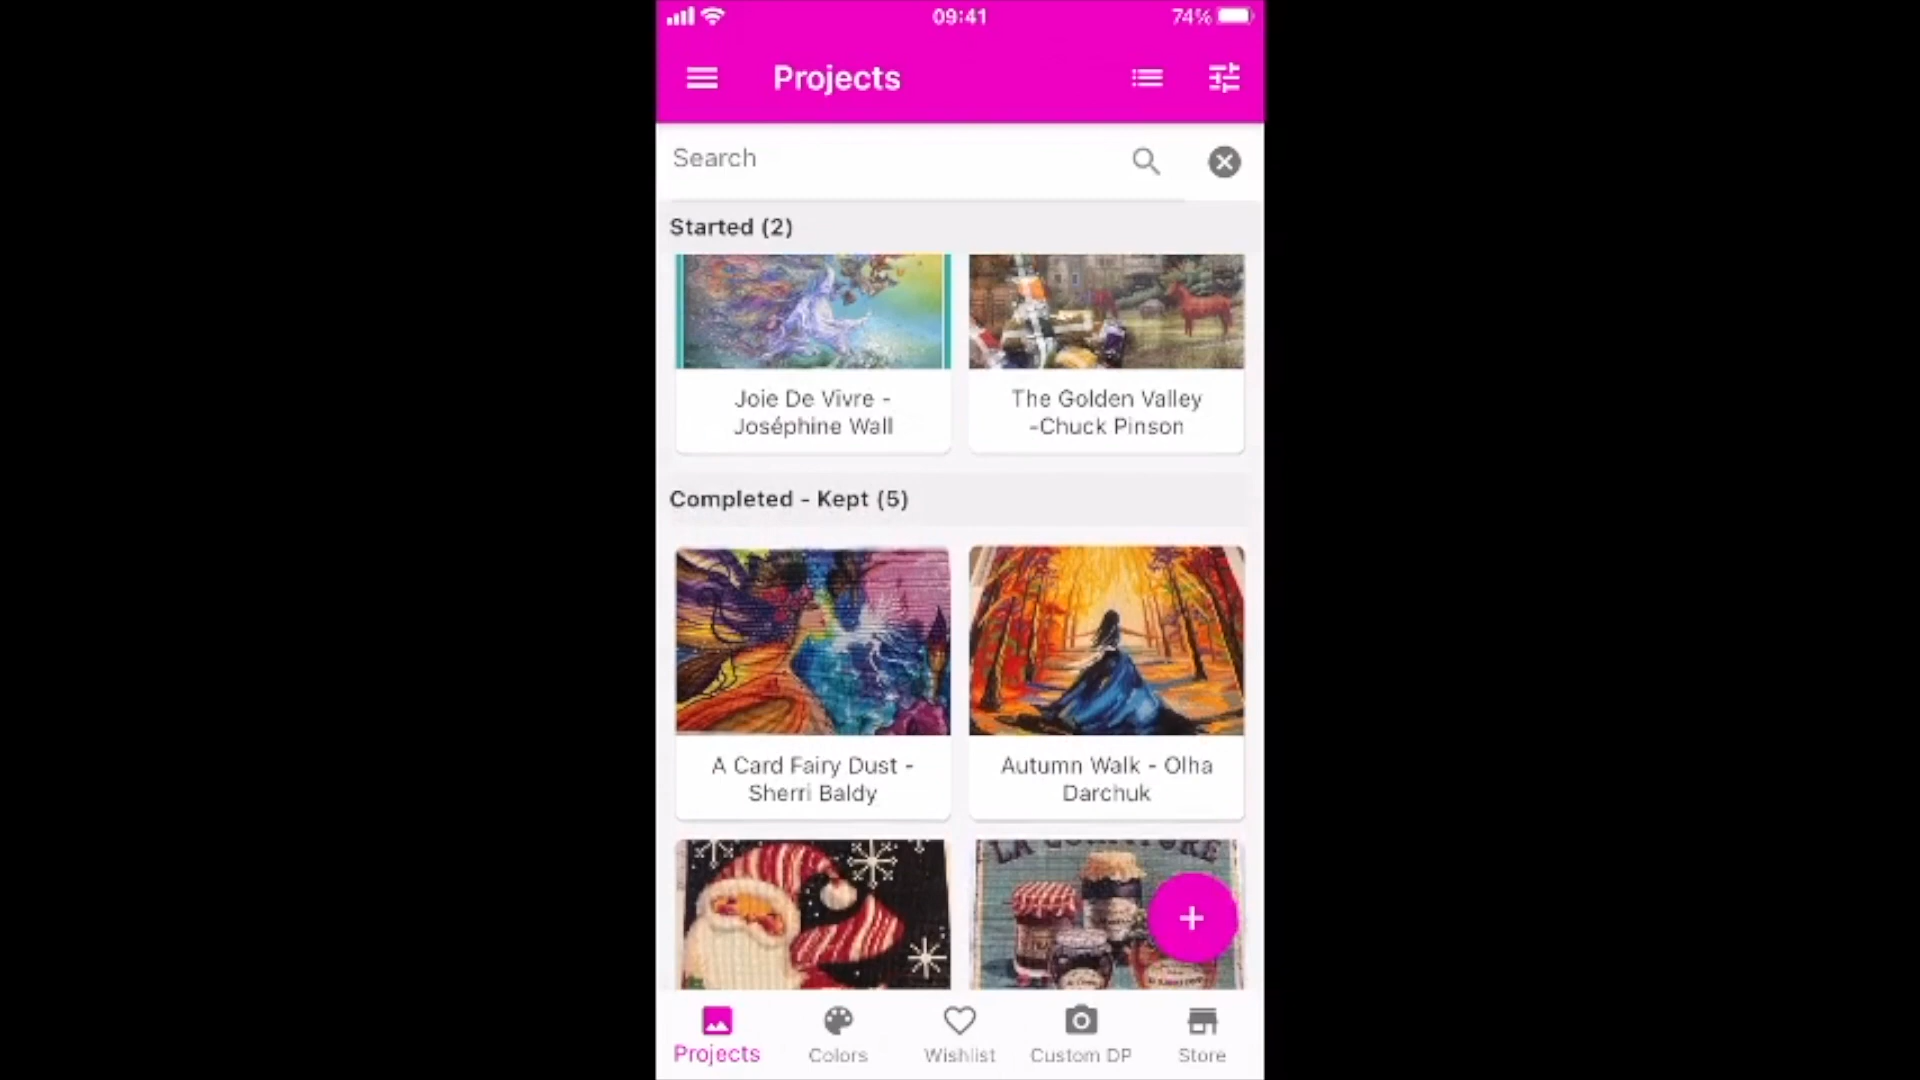 09:41
74%
Projects
Search
Started (2)
Joie De Vivre -
Joséphine Wall
The Golden Valley
-Chuck Pinson
Completed - Kept (5)
A Card Fairy Dust -
Sherri Baldy
Autumn Walk - Olha
Darchuk
Projects
Colors
Wishlist
Custom DP
Store